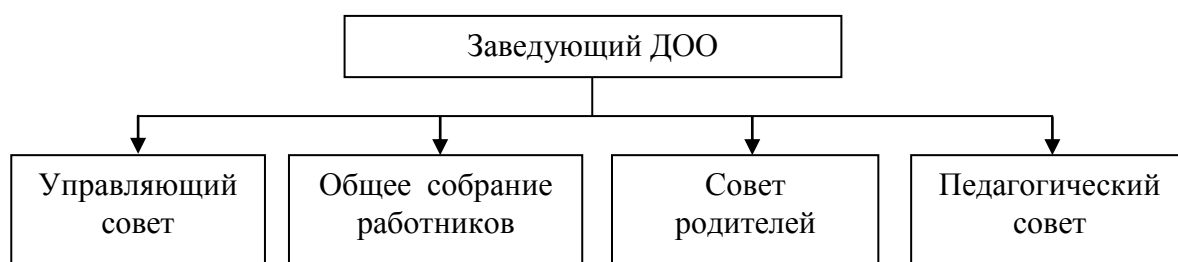 Заведующий ДОО
Управляющий
совет
Общее собрание
работников
Совет
родителей
Педагогический
совет